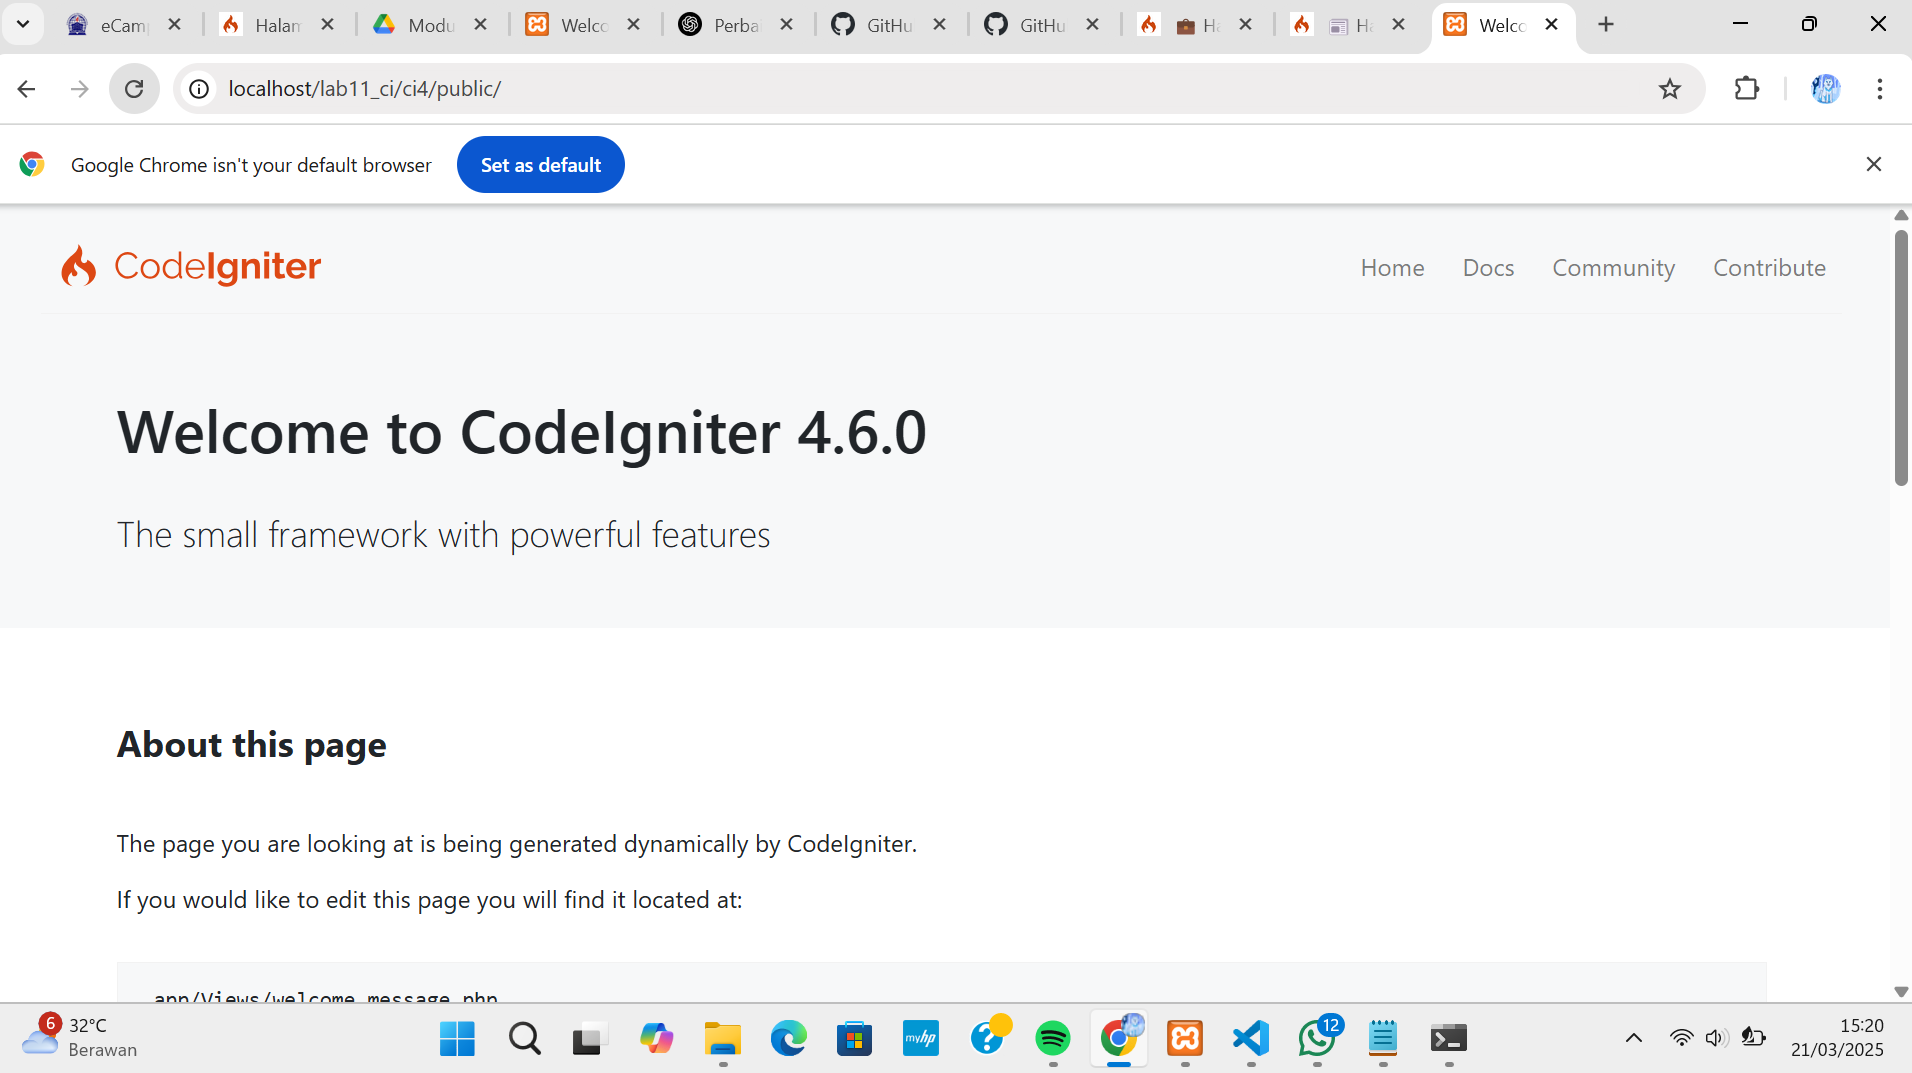 eCam
Halam
Modu
Welco
Perba
GitHu
GitHu
Ha
Ha
Welco
localhost/lab11_ci/ci4/public/
Google Chrome isn't your default browser
Set as default
CodeIgniter
Home
Docs
Community
Contribute
Welcome to CodeIgniter 4.6.0
The small framework with powerful features
About this page
The page you are looking at is being generated dynamically by CodeIgniter.
If you would like to edit this page you will find it located at:
app/Views/welcome_message.php
6
32°C
Berawan
myhp
12
15:20
21/03/2025